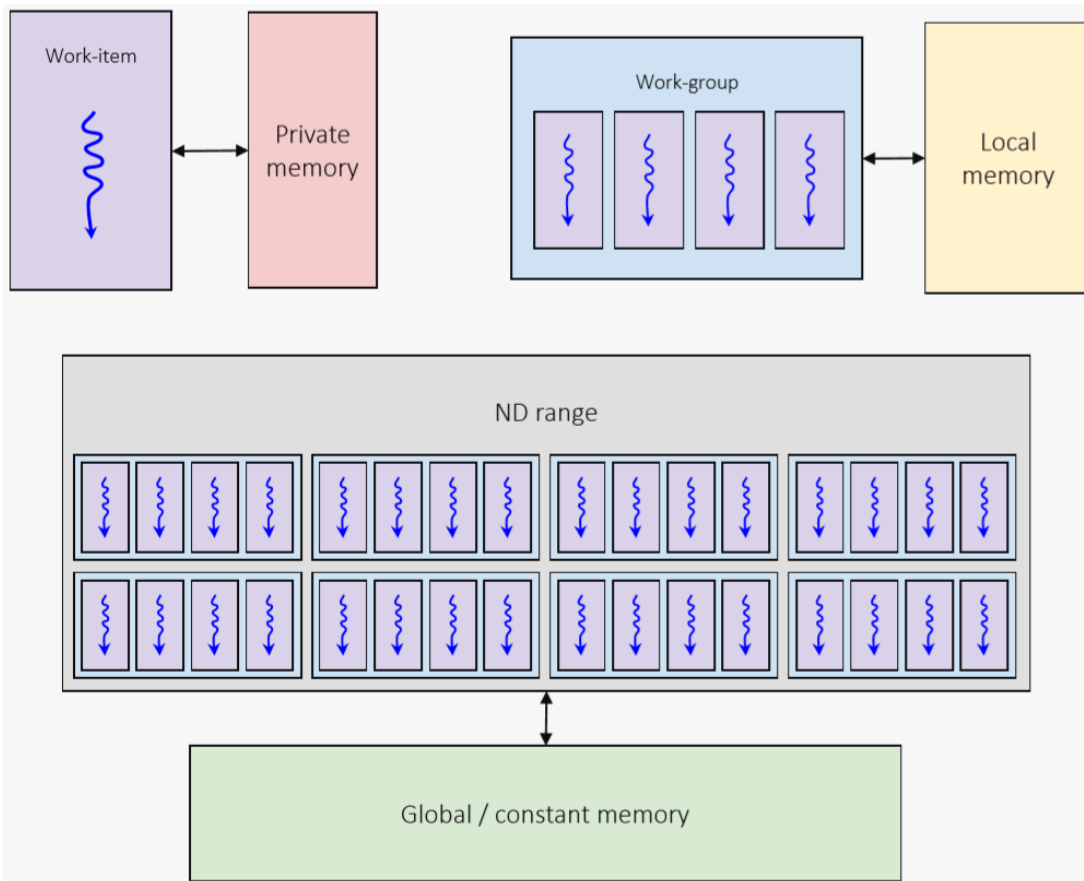 Work-item
Private
memory
Work-group
Local
memory
ND range
Global / constant memory